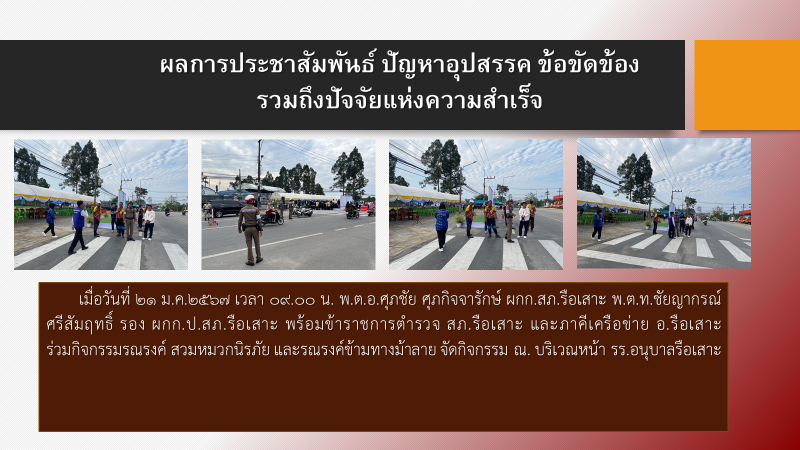 ผลการประชาสัมพันธ์ ปัญหาอุปสรรค ข้อขัดข้อง
รวมถึงปัจจัยแห่งความสำเร็จ
เมื่อวันที่ ๒๑ ม.ค.๒๕๖๗ เวลา ๐๙.๐๐ น. พ.ต.อ.ศุภชัย ศุภกิจจารักษ์ ผกก.สภ.รือเสาะ พ.ต.ท.ชัยญากรณ์
ศรีสัมฤทธิ์ รอง ผกก.ป.สภ.รือเสาะ พร้อมข้าราชการตำรวจ สภ.รือเสาะ และภาคีเครือข่าย อ.รือเสาะ
ร่วมกิจกรรมรณรงค์ สวมหมวกนิรภัย และรณรงค์ข้ามทางม้าลาย จัดกิจกรรม ณ. บริเวณหน้า รร.อนุบาลรือเสาะ